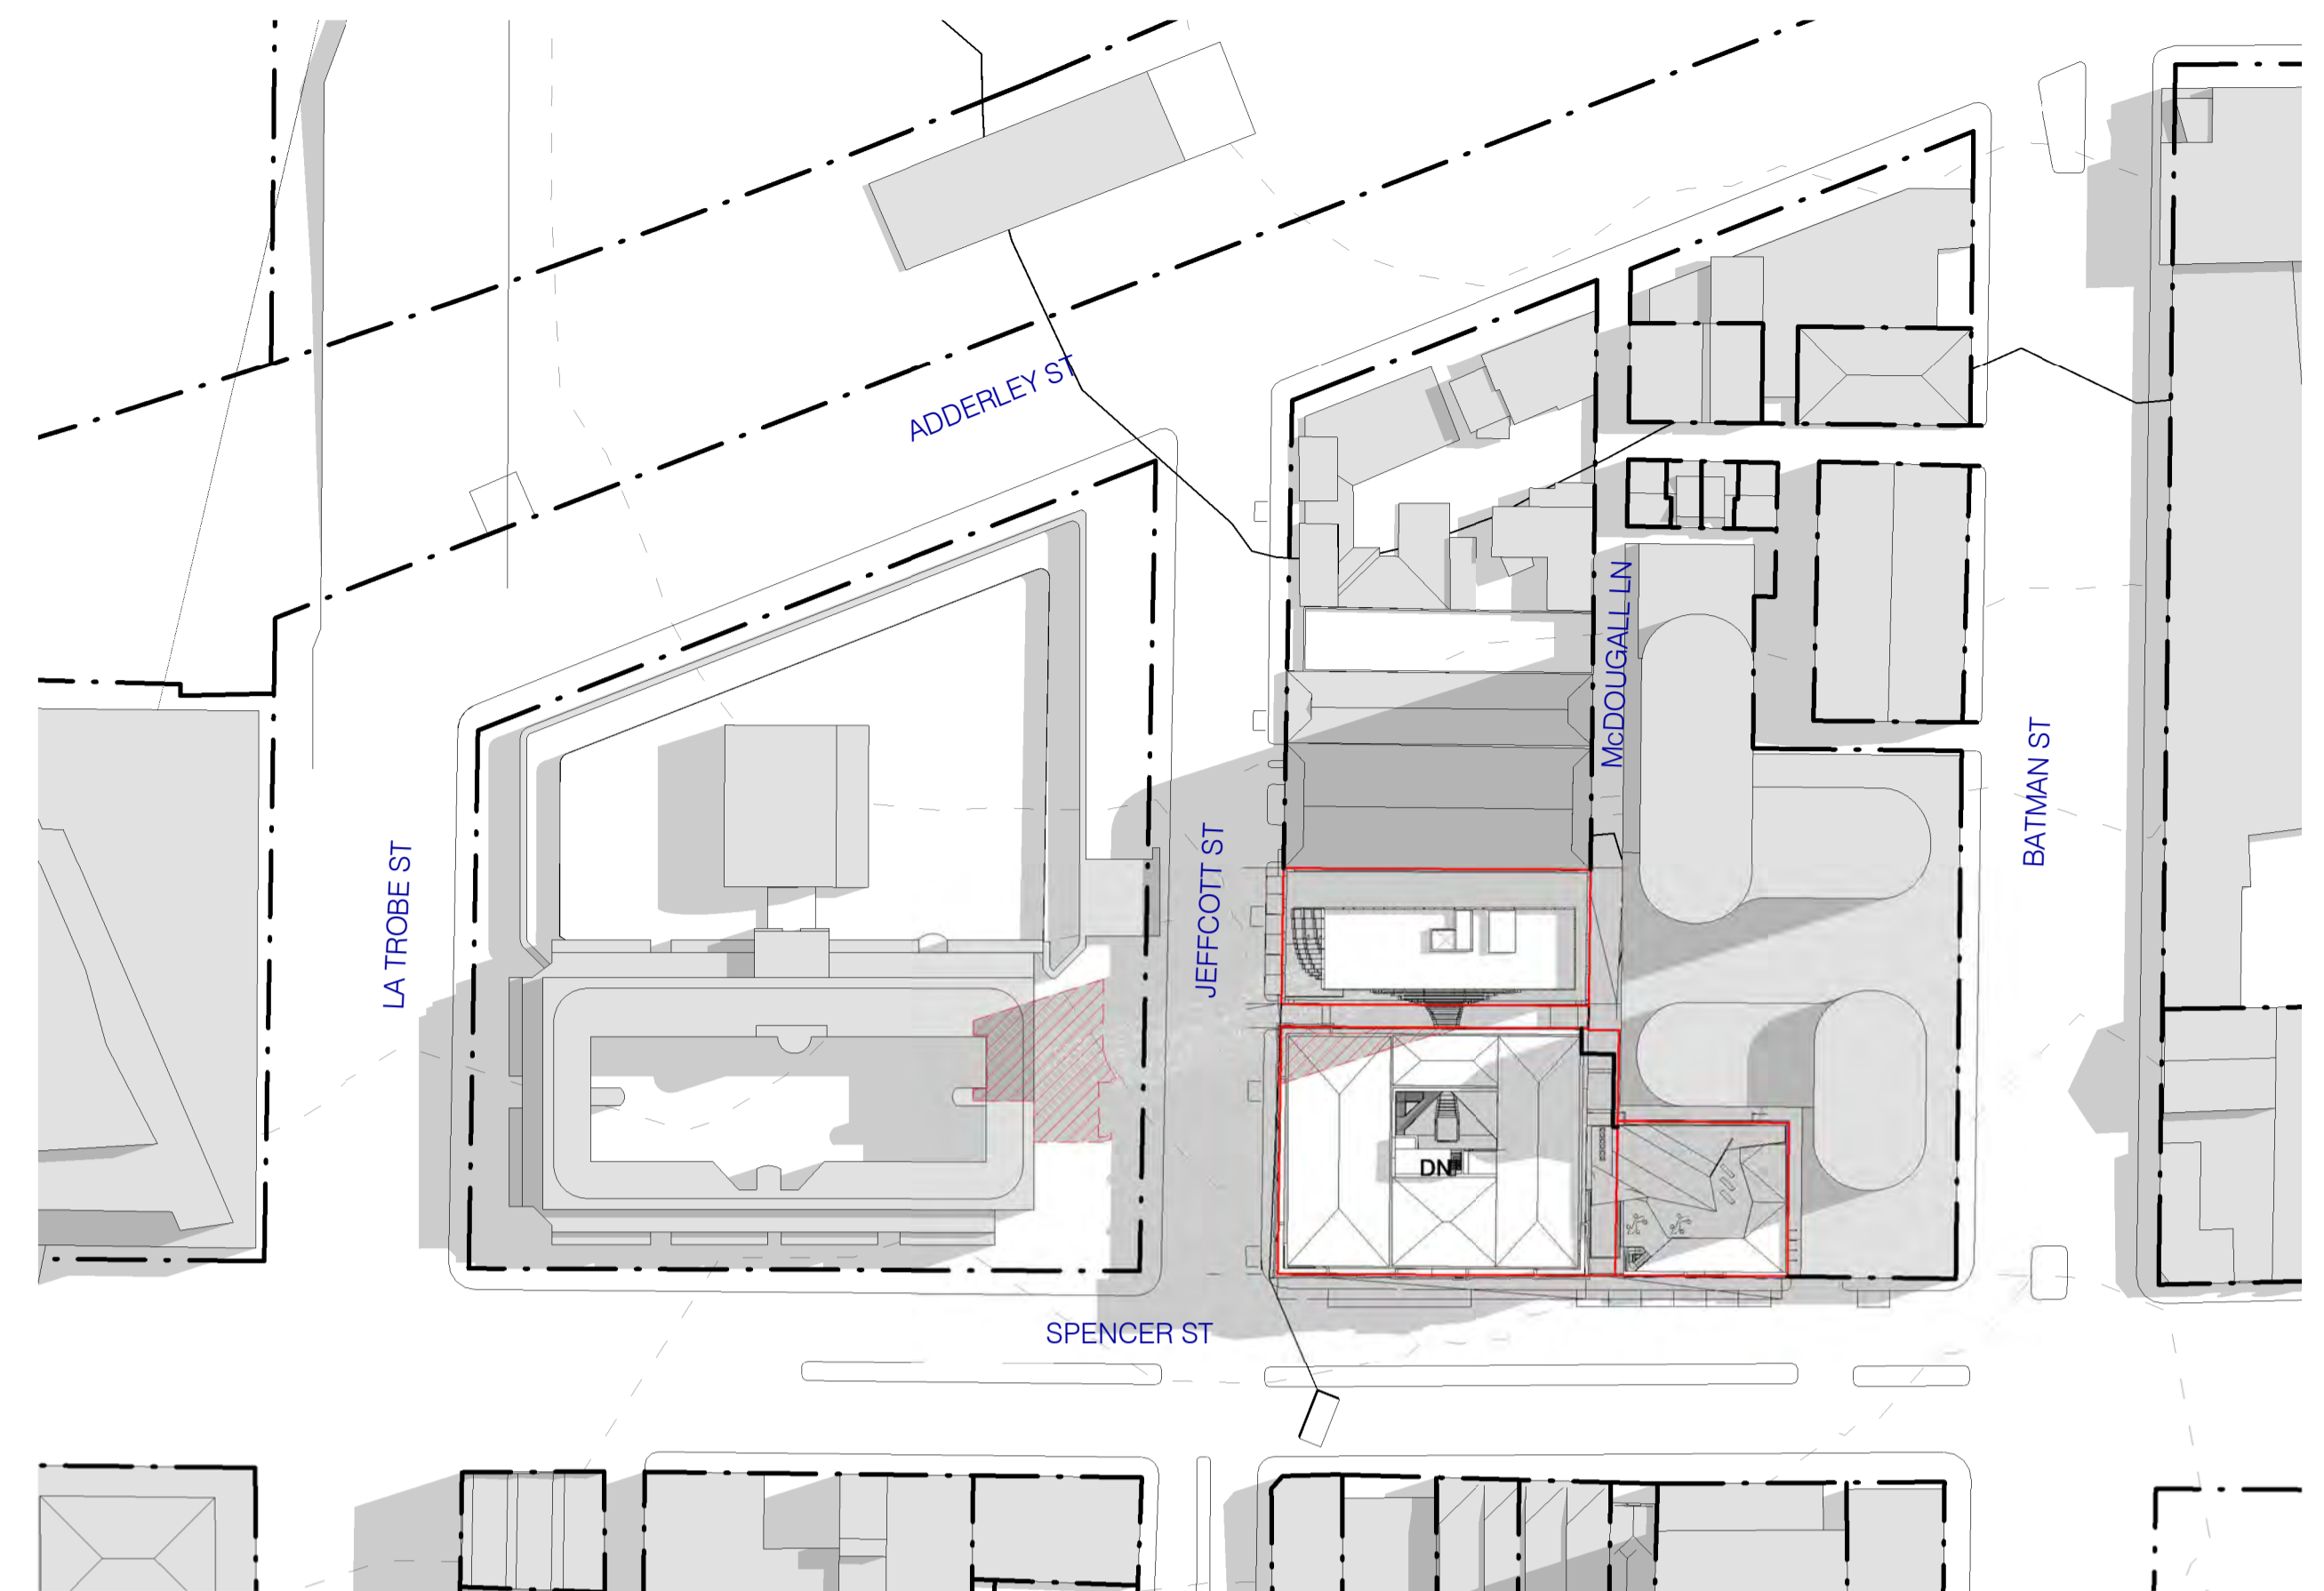 ADDERLEY ST
McDOUGALL LN
BATMAN ST
JEFFCOTT ST
LA TROBE ST
DN
SPENCER ST